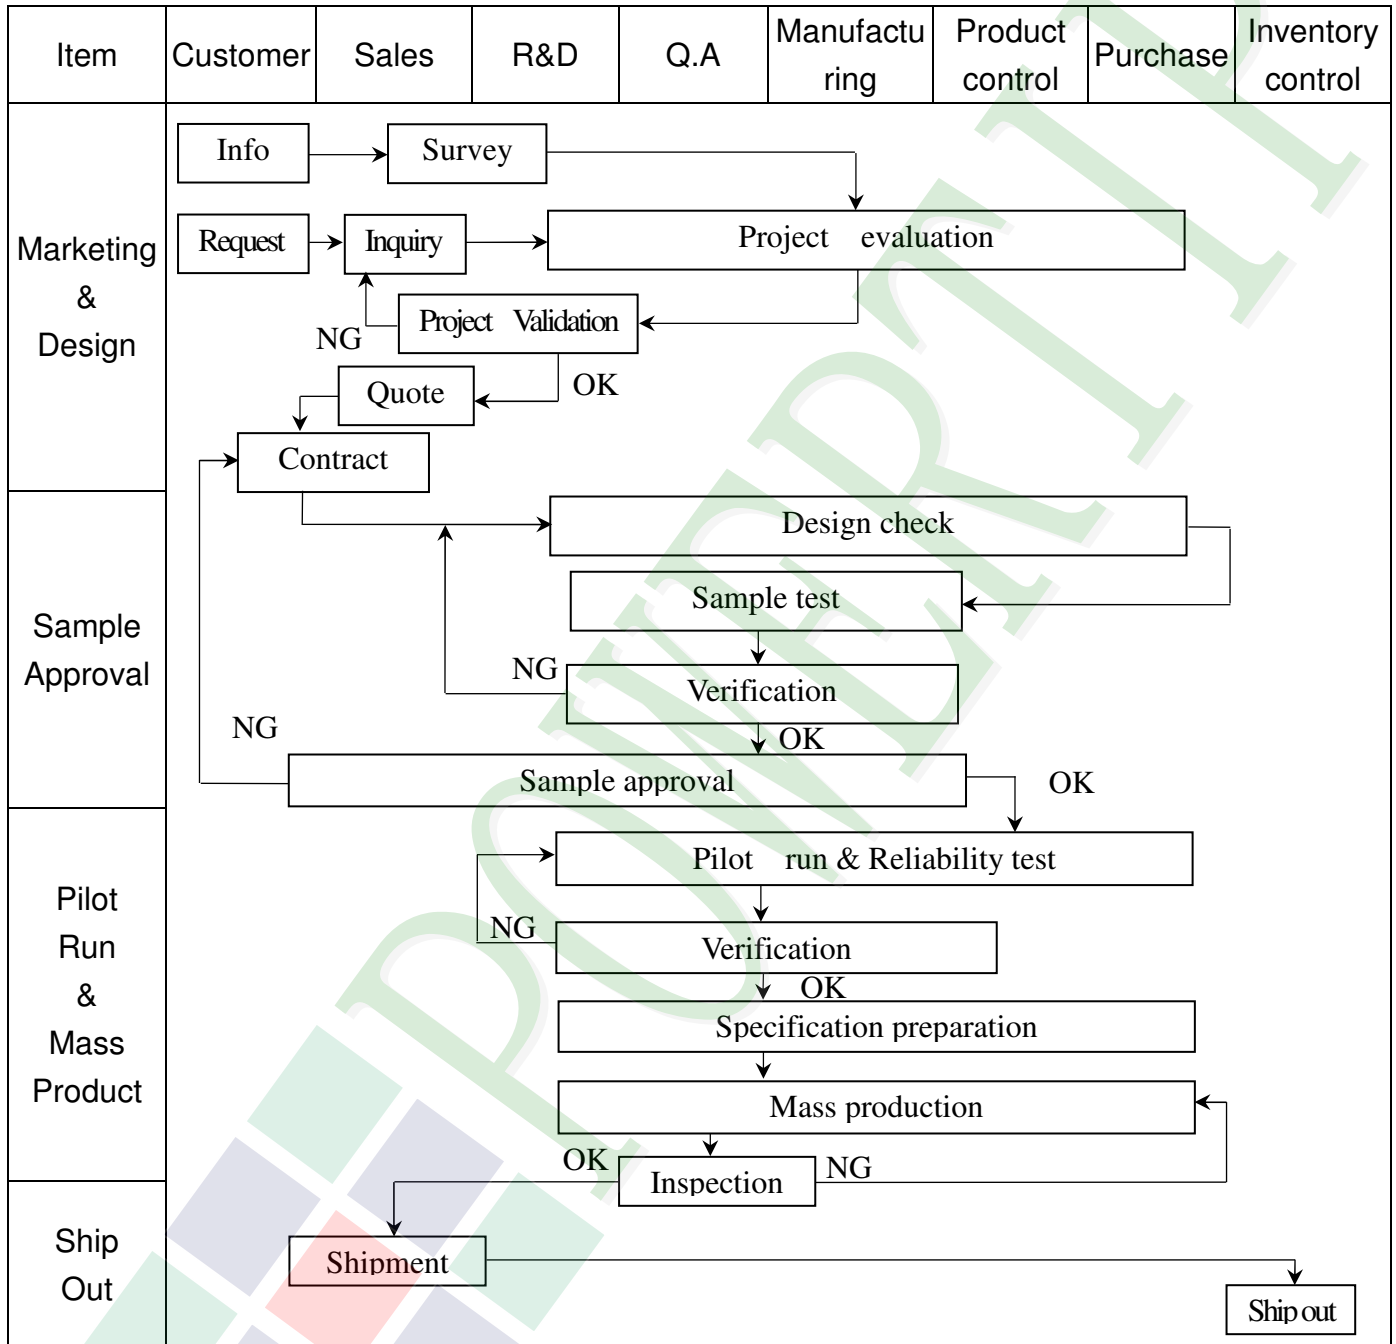 Item Customer Sales R&D Q.A Manufactu Product Purchase Inventory
ring control control
Info Survey
Request Inquiry Project evaluation
Marketing
&
Design
Project Validation
NG
OK
Quote
Contract
Design check
Sample test
Sample
Approval
NG
Verification
NG
OK
Sample approval
OK
Pilot run & Reliability test
Pilot
Run
&
Mass
Product
NG
Verification
OK
Specification preparation
Mass production
OK
Inspection
NG
Ship
Out
Shipment
Ship out
POWERTIP